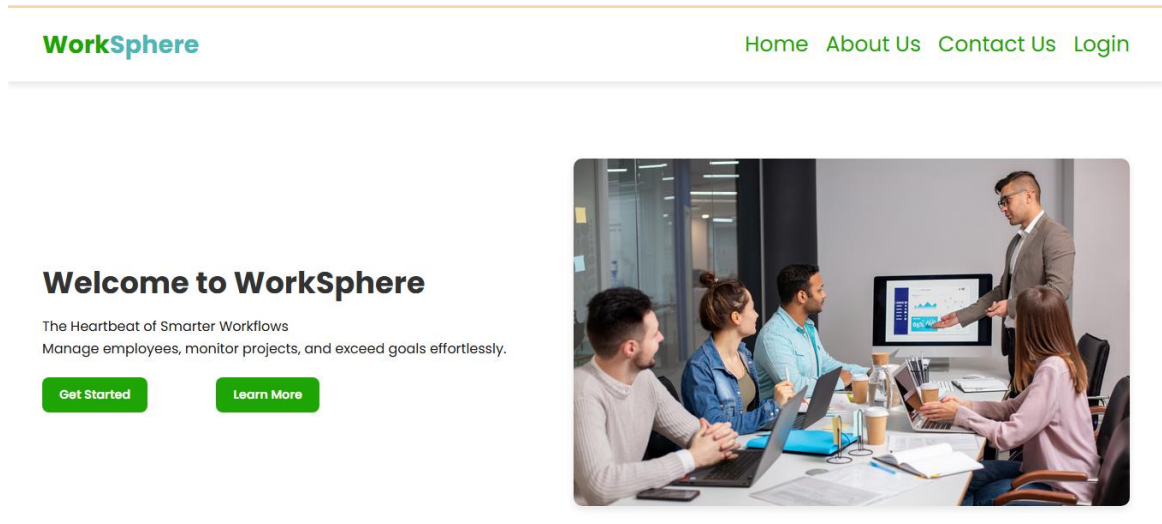 WorkSphere
Home About Us Contact Us Login
Welcome to WorkSphere
The Heartbeat of Smarter Workflows
Manage employees, monitor projects, and exceed goals effortlessly.
Get Started Learn More